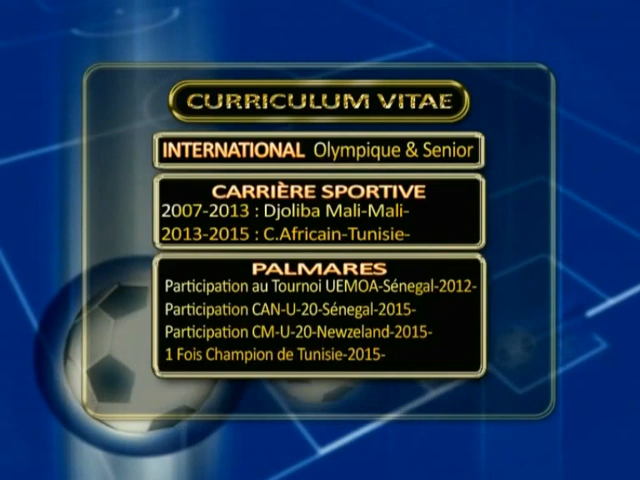 CURRICULUM VITAE
INTERNATIONAL Olympique & Senior
CARRIÈRE SPORTIVE
2007-2013 : Djoliba Mali-Mali-
2013-2015 : C.Africain-Tunisie-
PALMARES
Participation au Tournoi UEMOA-Sénegal-2012-
Participation CAN-U-20-Sénegal-2015-
Participation CM-U-20-Newzeland-2015-
1 Fois Champion de Tunisie-2015-